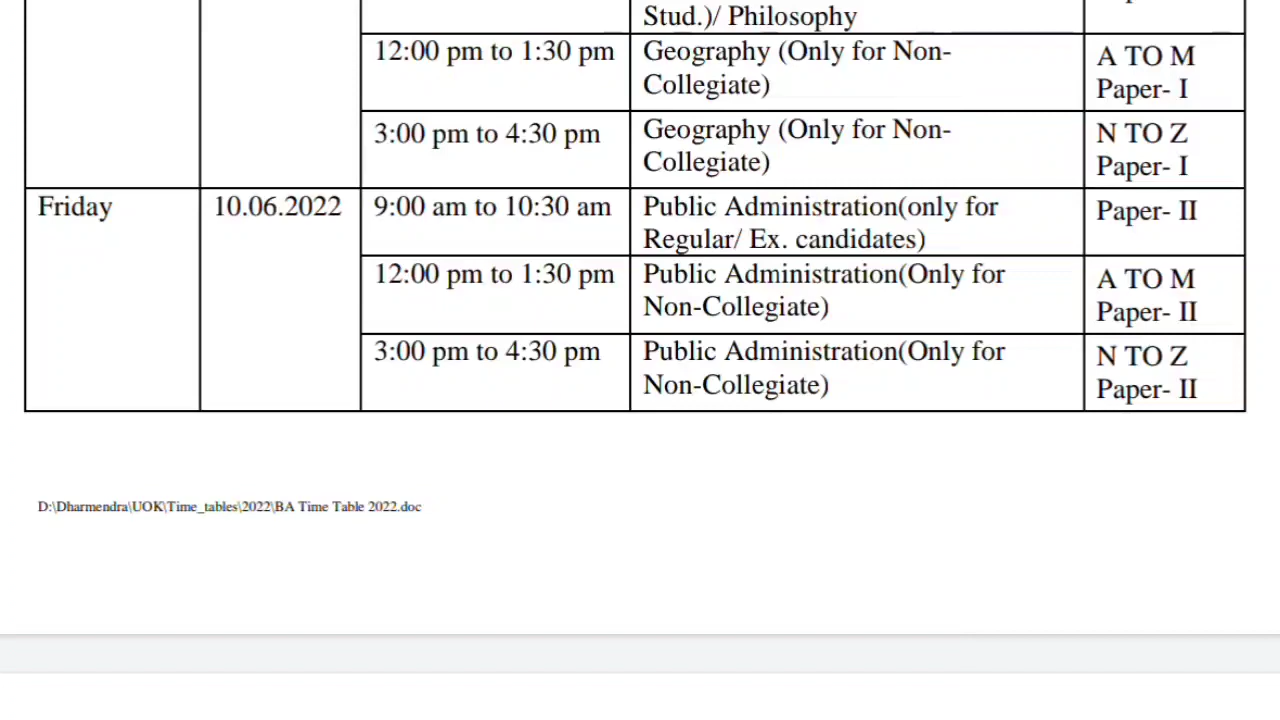 Stud.)/ Philosophy
12:00 pm to 1:30 pm Geography (Only for Non- A TO M
Collegiate) Paper- I
3:00 pm to 4:30 pm Geography (Only for Non- N TO Z
Collegiate) Paper- I
Friday 10.06.2022 9:00 am to 10:30 am Public Administration(only for Paper- II
Regular/ Ex. candidates)
12:00 pm to 1:30 pm Public Administration(Only for A TO M
Non-Collegiate) Paper- II
3:00 pm to 4:30 pm Public Administration(Only for N TO Z
Non-Collegiate) Paper- II
D:\Dharmendra\UOK\Time_tables\2022\BA Time Table 2022.doc